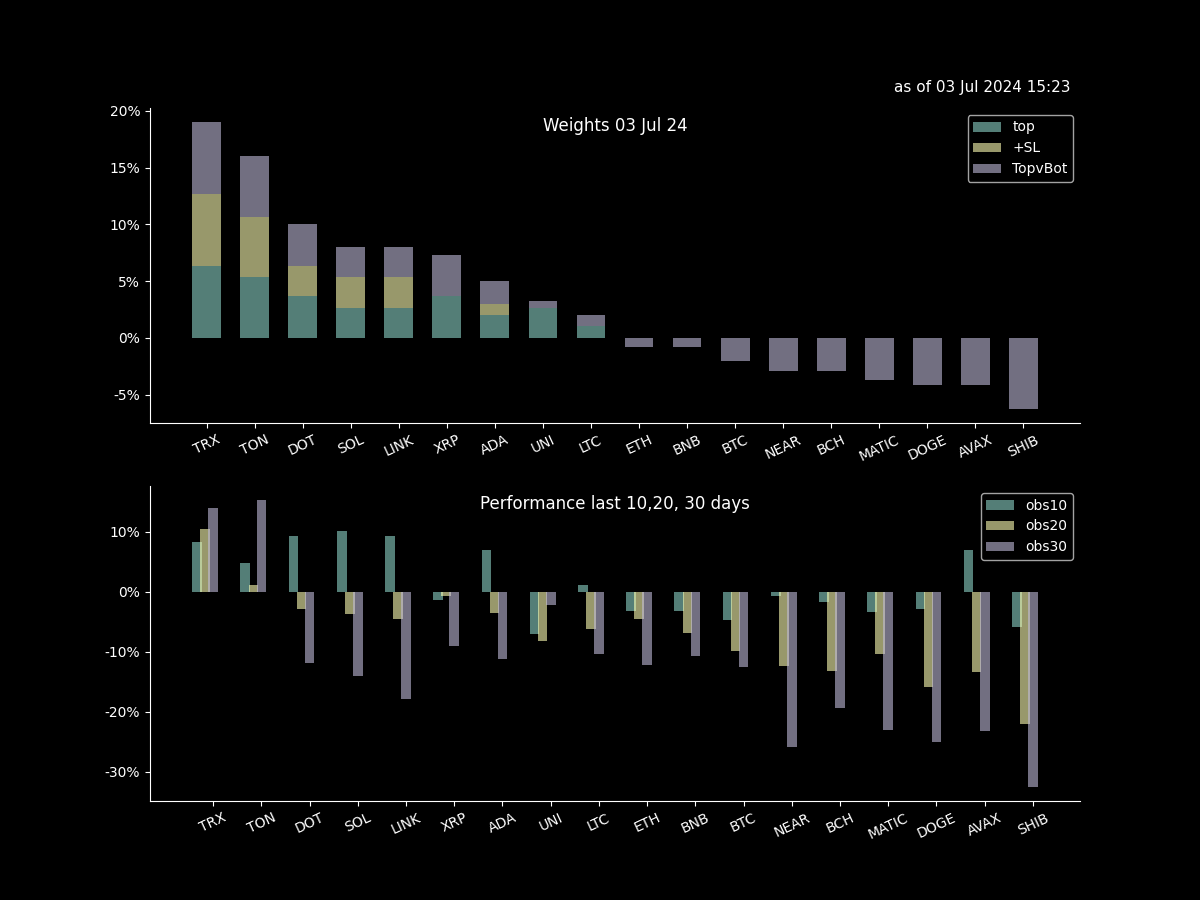 as of 03 Jul 2024 15:23
Weights 03 Jul 24
20%
15%
10%
5%
0%
-5%
top
+SL
TopvBot
TRX TON DOT SOL LINK XRP ADA UNI LTC ETH BNB BTC NEAR BCH MATIC DOGE AVAX SHIB
Performance last 10,20, 30 days
10%
0%
-10%
-20%
-30%
obs10
obs20
obs30
TRX TON DOT SOL LINK XRP ADA UNI LTC ETH BNB BTC NEAR BCH MATIC DOGE AVAX SHIB